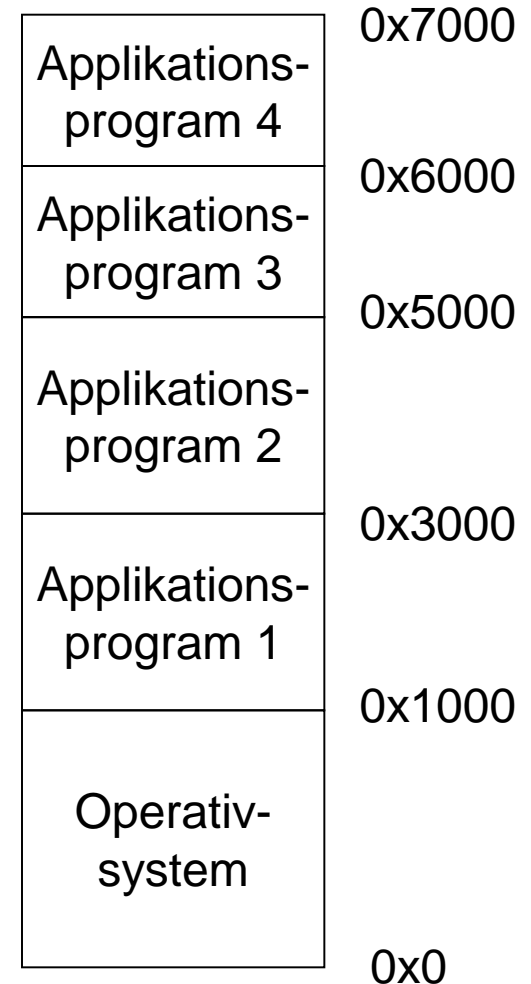 0x7000
Applikations-
program 4
0x6000
Applikations-
program 3
0x5000
Applikations-
program 2
0x3000
Applikations-
program 1
0x1000
Operativ-
system
0x0